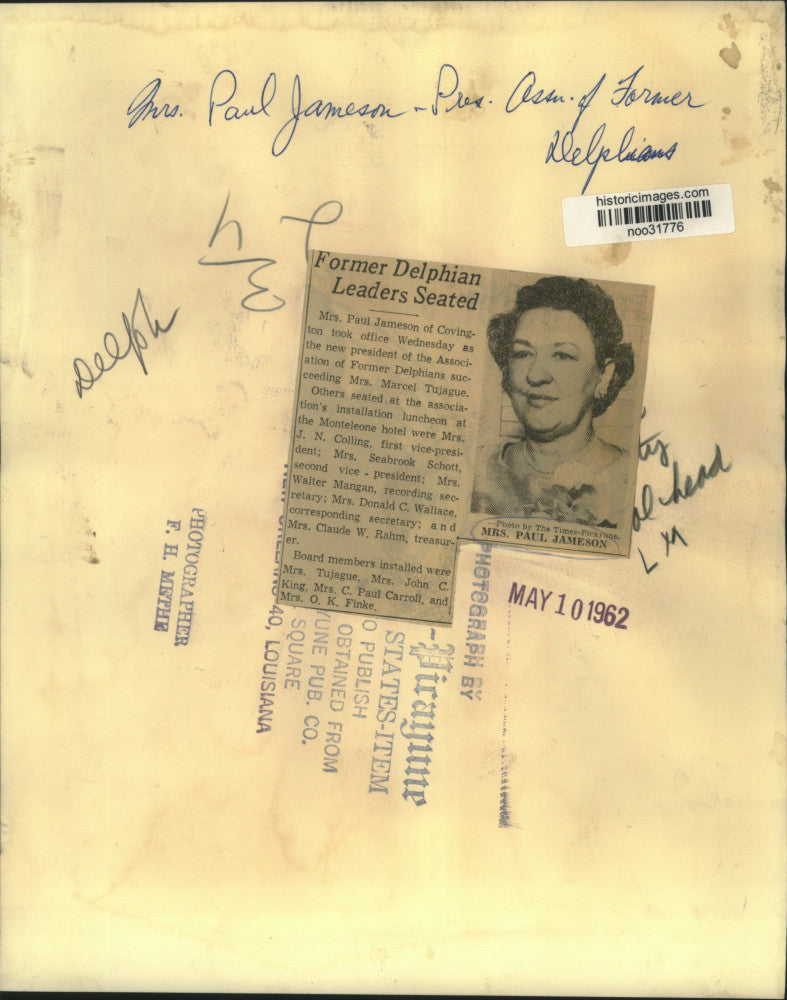 Mrs. Paul Jameson - Pres. Assn. of Former
Delphians
historicimages.com
noo31776
Delph
Former Delphian
Leaders Seated
Mrs. Paul Jameson of Coving-
ton took office Wednesday as
the new president of the Associ-
ation of Former Delphians suc-
ceeding Mrs. Marcel Tujague.
Others seated at the associa-
tion's installation luncheon at
the Monteleone hotel were Mrs.
J. N. Colling, first vice-presi-
dent; Mrs. Seabrook Schott,
second vice - president; Mrs.
Walter Mangan, recording sec-
retary; Mrs. Donald C. Wallace,
corresponding secretary; and
Mrs. Claude W. Rahm, treasur-
er.
Board members installed were
Mrs. Tujague, Mrs. John C.
King, Mrs. C. Paul Carroll, and
Mrs. O. K. Finke.
—Photo by The Times-Picayune.
MRS. PAUL JAMESON
head
MAY 10 1962
PHOTOGRAPH BY
-Picayune
STATES-ITEM
O PUBLISH
OBTAINED FROM
UNE PUB. CO.
SQUARE
40, LOUISIANA
PHOTOGRAPHER
F. H. METHE